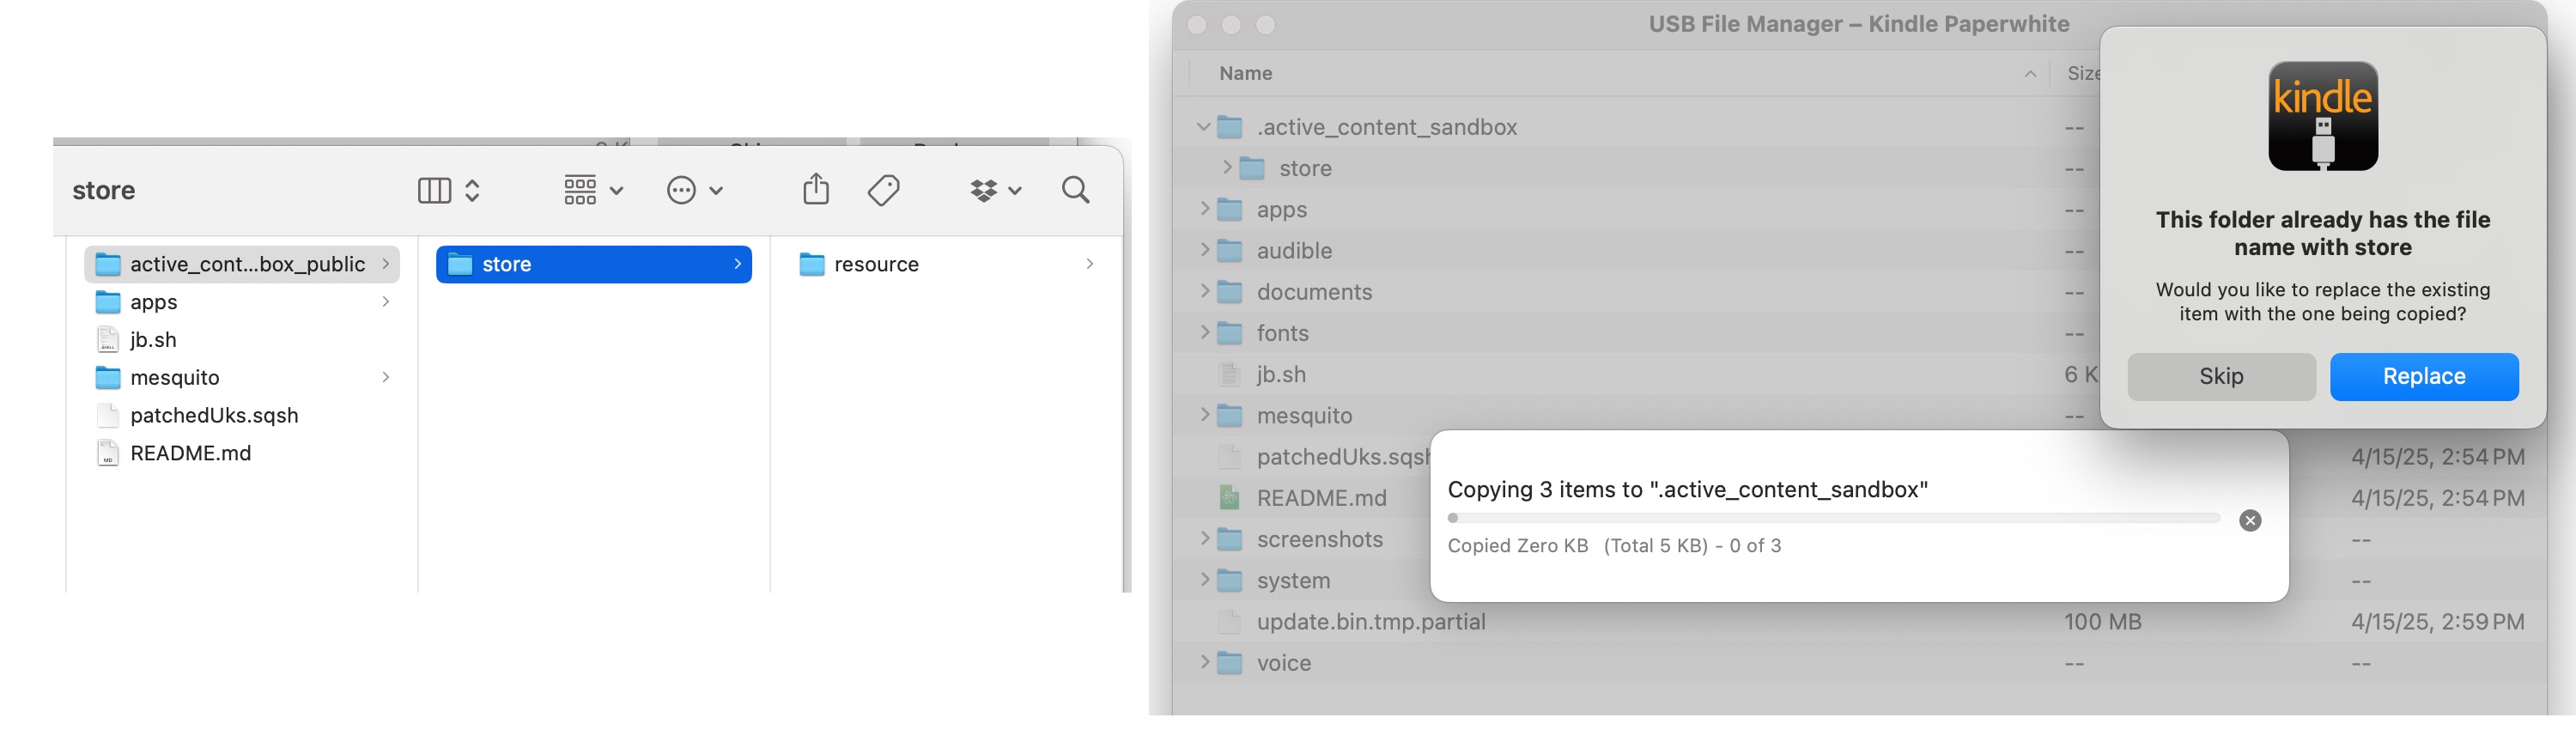 store
active_cont...box_public
apps
jb.sh
mesquito
patchedUks.sqsh
README.md
store
resource
USB File Manager – Kindle Paperwhite
Name
Size
.active_content_sandbox
--
store
--
apps
--
audible
--
documents
--
fonts
--
jb.sh
6 K
mesquito
--
patchedUks.sqsh
4/15/25, 2:54 PM
README.md
4/15/25, 2:54 PM
screenshots
--
system
--
update.bin.tmp.partial
100 MB
4/15/25, 2:59 PM
voice
--
--
kindle
This folder already has the file
name with store
Would you like to replace the existing
item with the one being copied?
Skip
Replace
Copying 3 items to ".active_content_sandbox"
Copied Zero KB (Total 5 KB) - 0 of 3